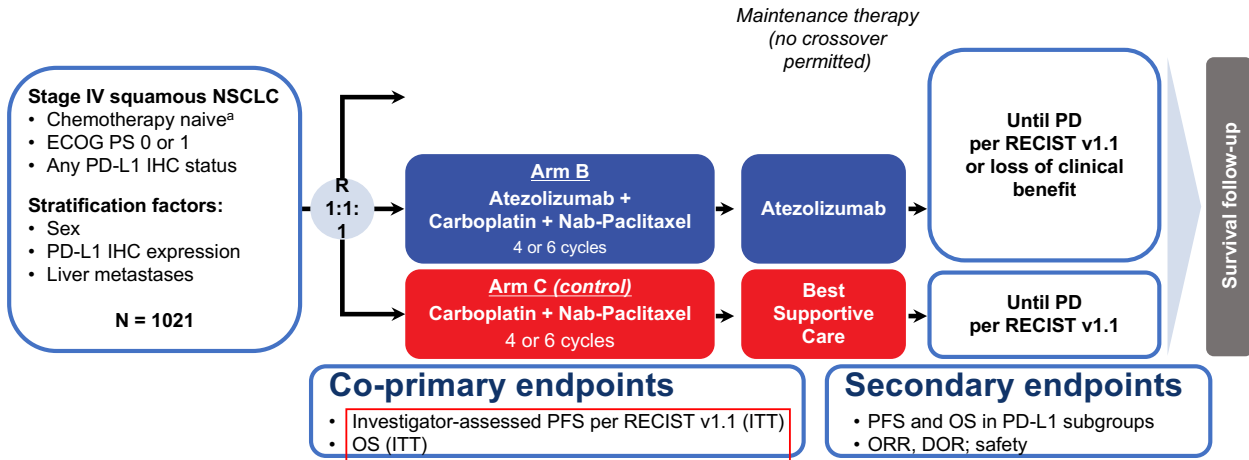 Maintenance therapy
(no crossover
permitted)
Stage IV squamous NSCLC
• Chemotherapy naiveᵃ
• ECOG PS 0 or 1
• Any PD-L1 IHC status
Stratification factors:
• Sex
• PD-L1 IHC expression
• Liver metastases
N = 1021
R
1:1:
1
Arm B
Atezolizumab +
Carboplatin + Nab-Paclitaxel
4 or 6 cycles
Atezolizumab
Until PD
per RECIST v1.1
or loss of clinical
benefit
Arm C (control)
Carboplatin + Nab-Paclitaxel
4 or 6 cycles
Best
Supportive
Care
Until PD
per RECIST v1.1
Survival follow-up
Co-primary endpoints
• Investigator-assessed PFS per RECIST v1.1 (ITT)
• OS (ITT)
Secondary endpoints
• PFS and OS in PD-L1 subgroups
• ORR, DOR; safety